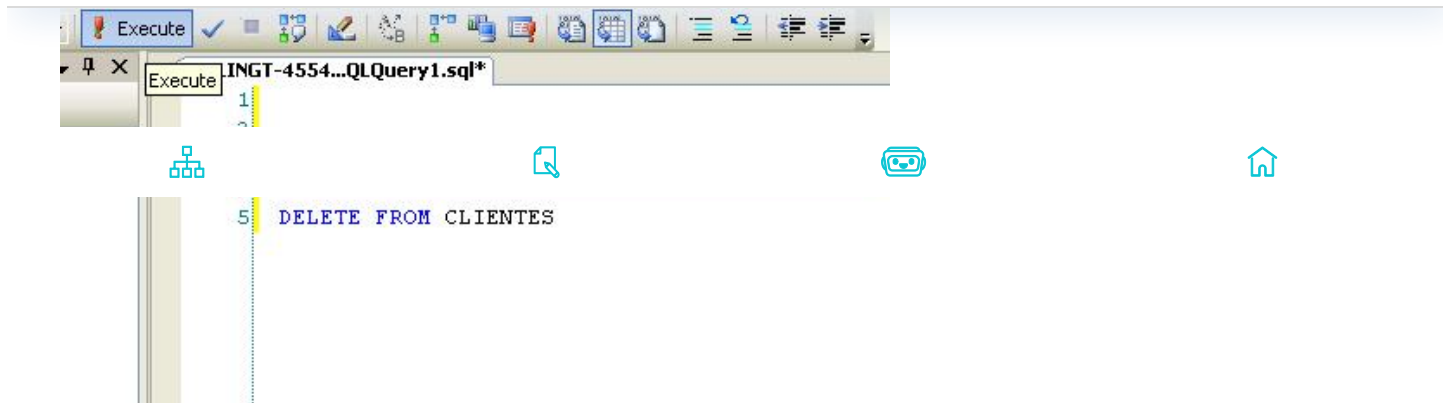 Execute
Execute
INGT-4554...QLQuery1.sql*
1
5 DELETE FROM CLIENTES